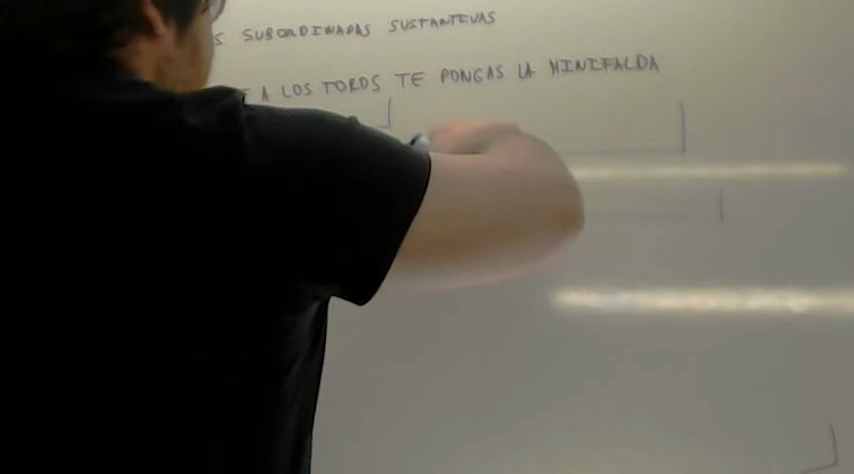 S SUBORDINADAS SUSTANTIVAS
A LOS TOROS TE PONGAS LA MINIFALDA